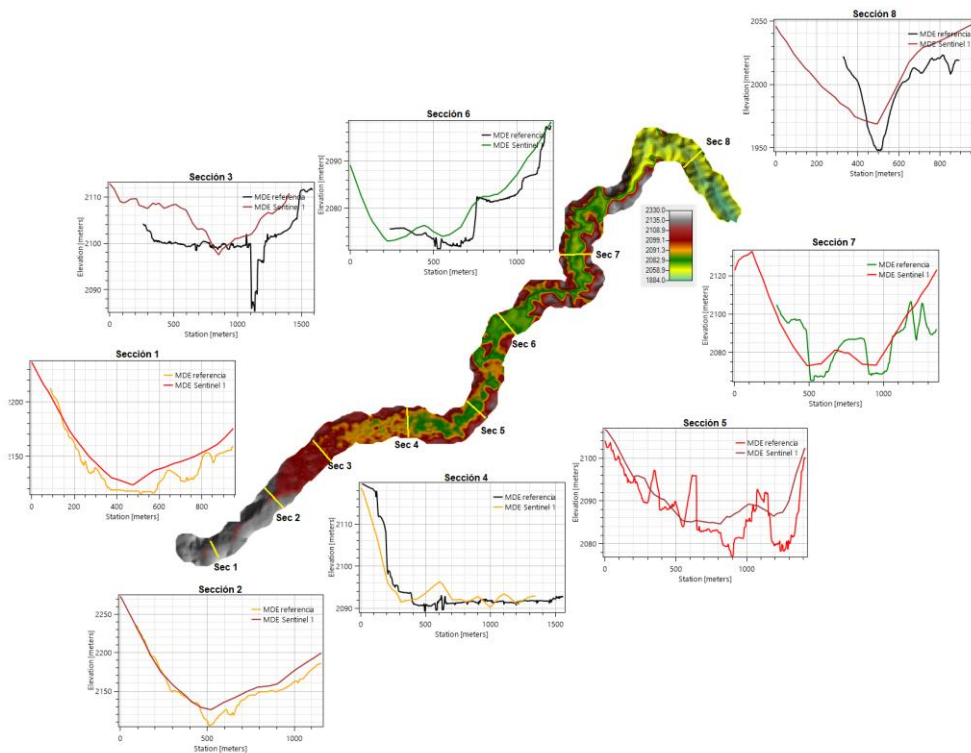 Sección 8
2050
2000
1950
Elevation [meters]
MDE referencia
MDE Sentinel 1
0 200 400 600 800
Station [meters]
Sección 6
2090
2080
Elevation [meters]
MDE referencia
MDE Sentinel 1
0 500 1000
Station [meters]
Sección 3
2110
2100
2090
Elevation [meters]
MDE referencia
MDE Sentinel 1
0 500 1000 1500
Station [meters]
Sec 8
2330.0
2135.0
2108.9
2099.1
2091.3
2082.9
2058.9
1884.0
Sec 7
Sección 7
2120
2100
2080
Elevation [meters]
MDE referencia
MDE Sentinel 1
0 500 1000
Station [meters]
Sec 6
Sección 1
2200
2150
Elevation [meters]
MDE referencia
MDE Sentinel 1
0 200 400 600 800
Station [meters]
Sec 5
Sec 4
Sec 3
Sec 2
Sec 1
Sección 5
2100
2090
2080
Elevation [meters]
MDE referencia
MDE Sentinel 1
0 500 1000
Station [meters]
Sección 4
2110
2100
2090
Elevation [meters]
MDE referencia
MDE Sentinel 1
0 500 1000 1500
Station [meters]
Sección 2
2250
2200
2150
Elevation [meters]
MDE referencia
MDE Sentinel 1
0 500 1000
Station [meters]